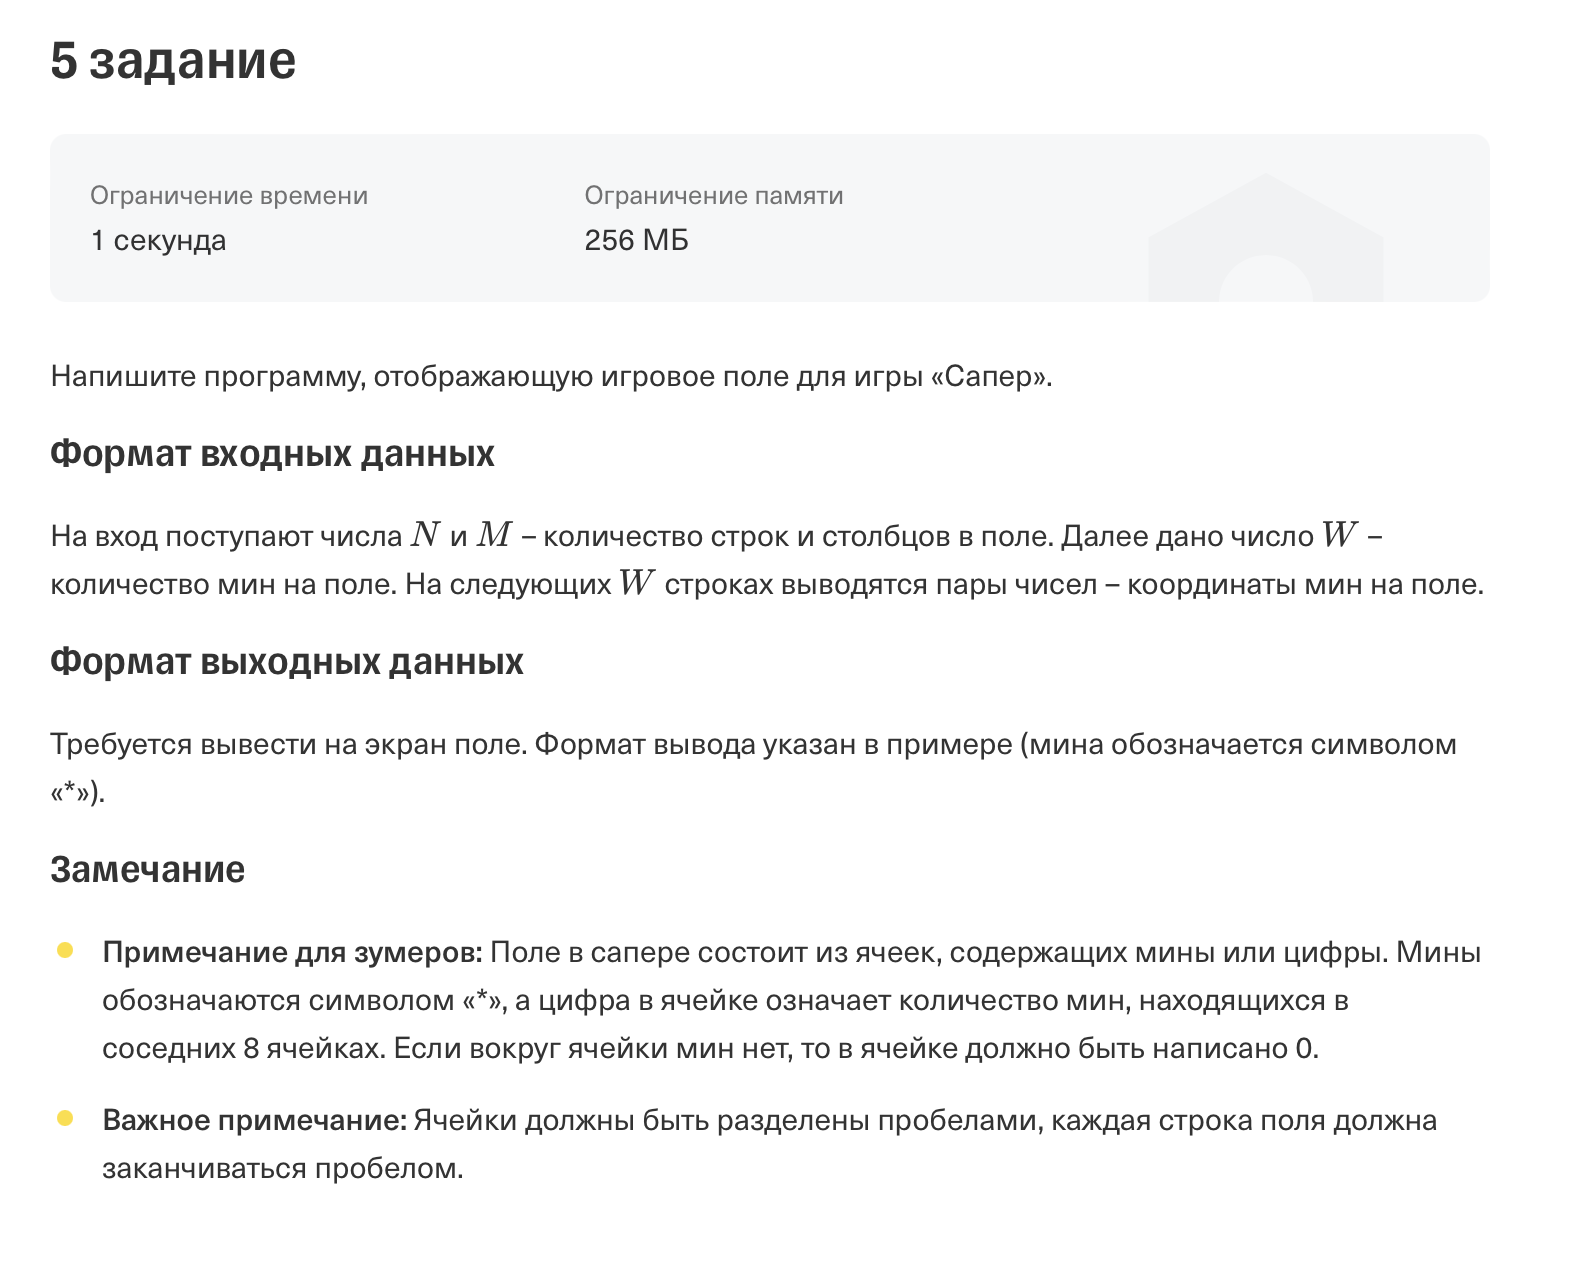 5 задание
Ограничение времени
Ограничение памяти
1 секунда
256 МБ
Напишите программу, отображающую игровое поле для игры «Сапер».
Формат входных данных
На вход поступают числа N и M – количество строк и столбцов в поле. Далее дано число W –
количество мин на поле. На следующих W строках выводятся пары чисел – координаты мин на поле.
Формат выходных данных
Требуется вывести на экран поле. Формат вывода указан в примере (мина обозначается символом
«*»).
Замечание
Примечание для зумеров: Поле в сапере состоит из ячеек, содержащих мины или цифры. Мины
обозначаются символом «*», а цифра в ячейке означает количество мин, находящихся в
соседних 8 ячейках. Если вокруг ячейки мин нет, то в ячейке должно быть написано 0.
Важное примечание: Ячейки должны быть разделены пробелами, каждая строка поля должна
заканчиваться пробелом.